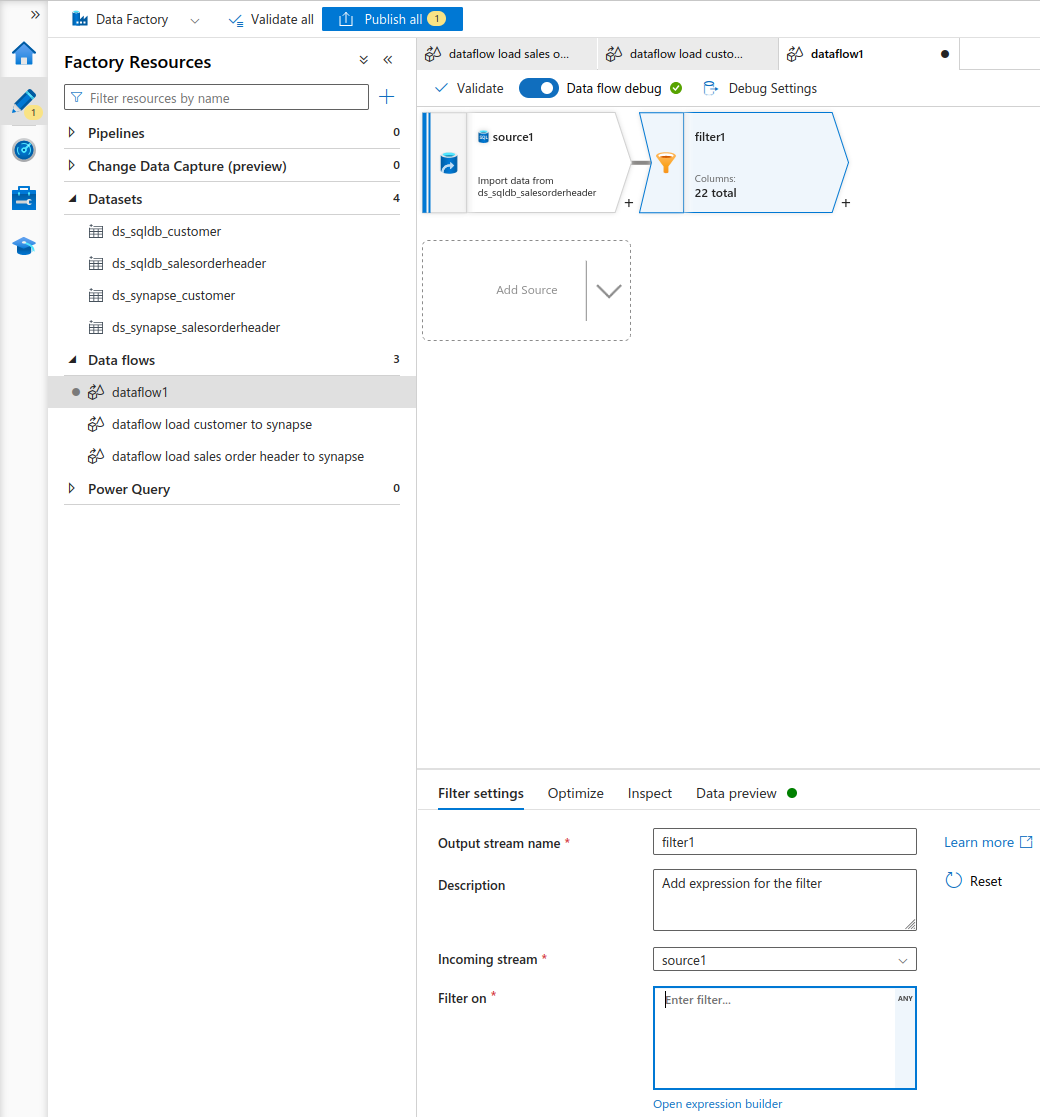 Data Factory
Validate all
Publish all 1
Factory Resources
Filter resources by name
1
Pipelines 0
Change Data Capture (preview) 0
Datasets 4
ds_sqldb_customer
ds_sqldb_salesorderheader
ds_synapse_customer
ds_synapse_salesorderheader
Data flows 3
dataflow1
dataflow load customer to synapse
dataflow load sales order header to synapse
Power Query 0
dataflow load sales o...
dataflow load custo...
dataflow1
Validate
Data flow debug
Debug Settings
SQL
source1
Import data from
ds_sqldb_salesorderheader
+
filter1
Columns:
22 total
+
Add Source
Filter settings
Optimize
Inspect
Data preview
Output stream name *
filter1
Learn more
Description
Add expression for the filter
Reset
Incoming stream *
source1
Filter on *
Enter filter...
ANY
Open expression builder